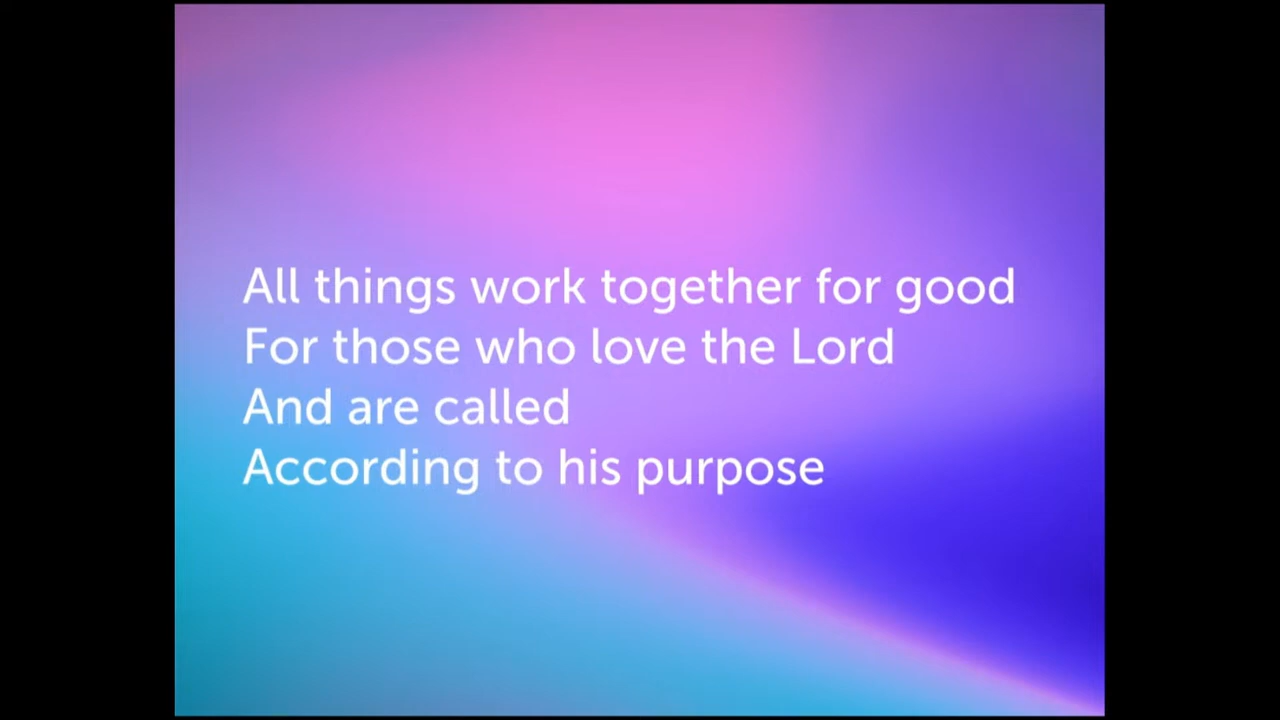 All things work together for good
For those who love the Lord
And are called
According to his purpose